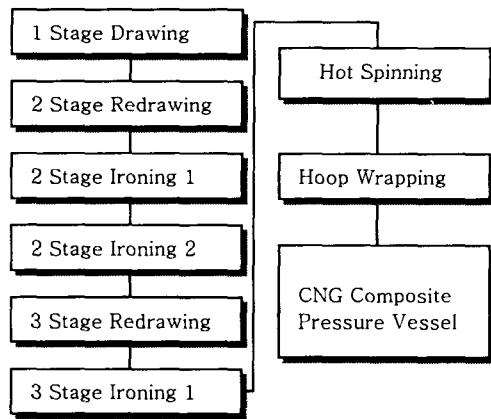 1 Stage Drawing
2 Stage Redrawing
2 Stage Ironing 1
2 Stage Ironing 2
3 Stage Redrawing
3 Stage Ironing 1
Hot Spinning
Hoop Wrapping
CNG Composite
Pressure Vessel